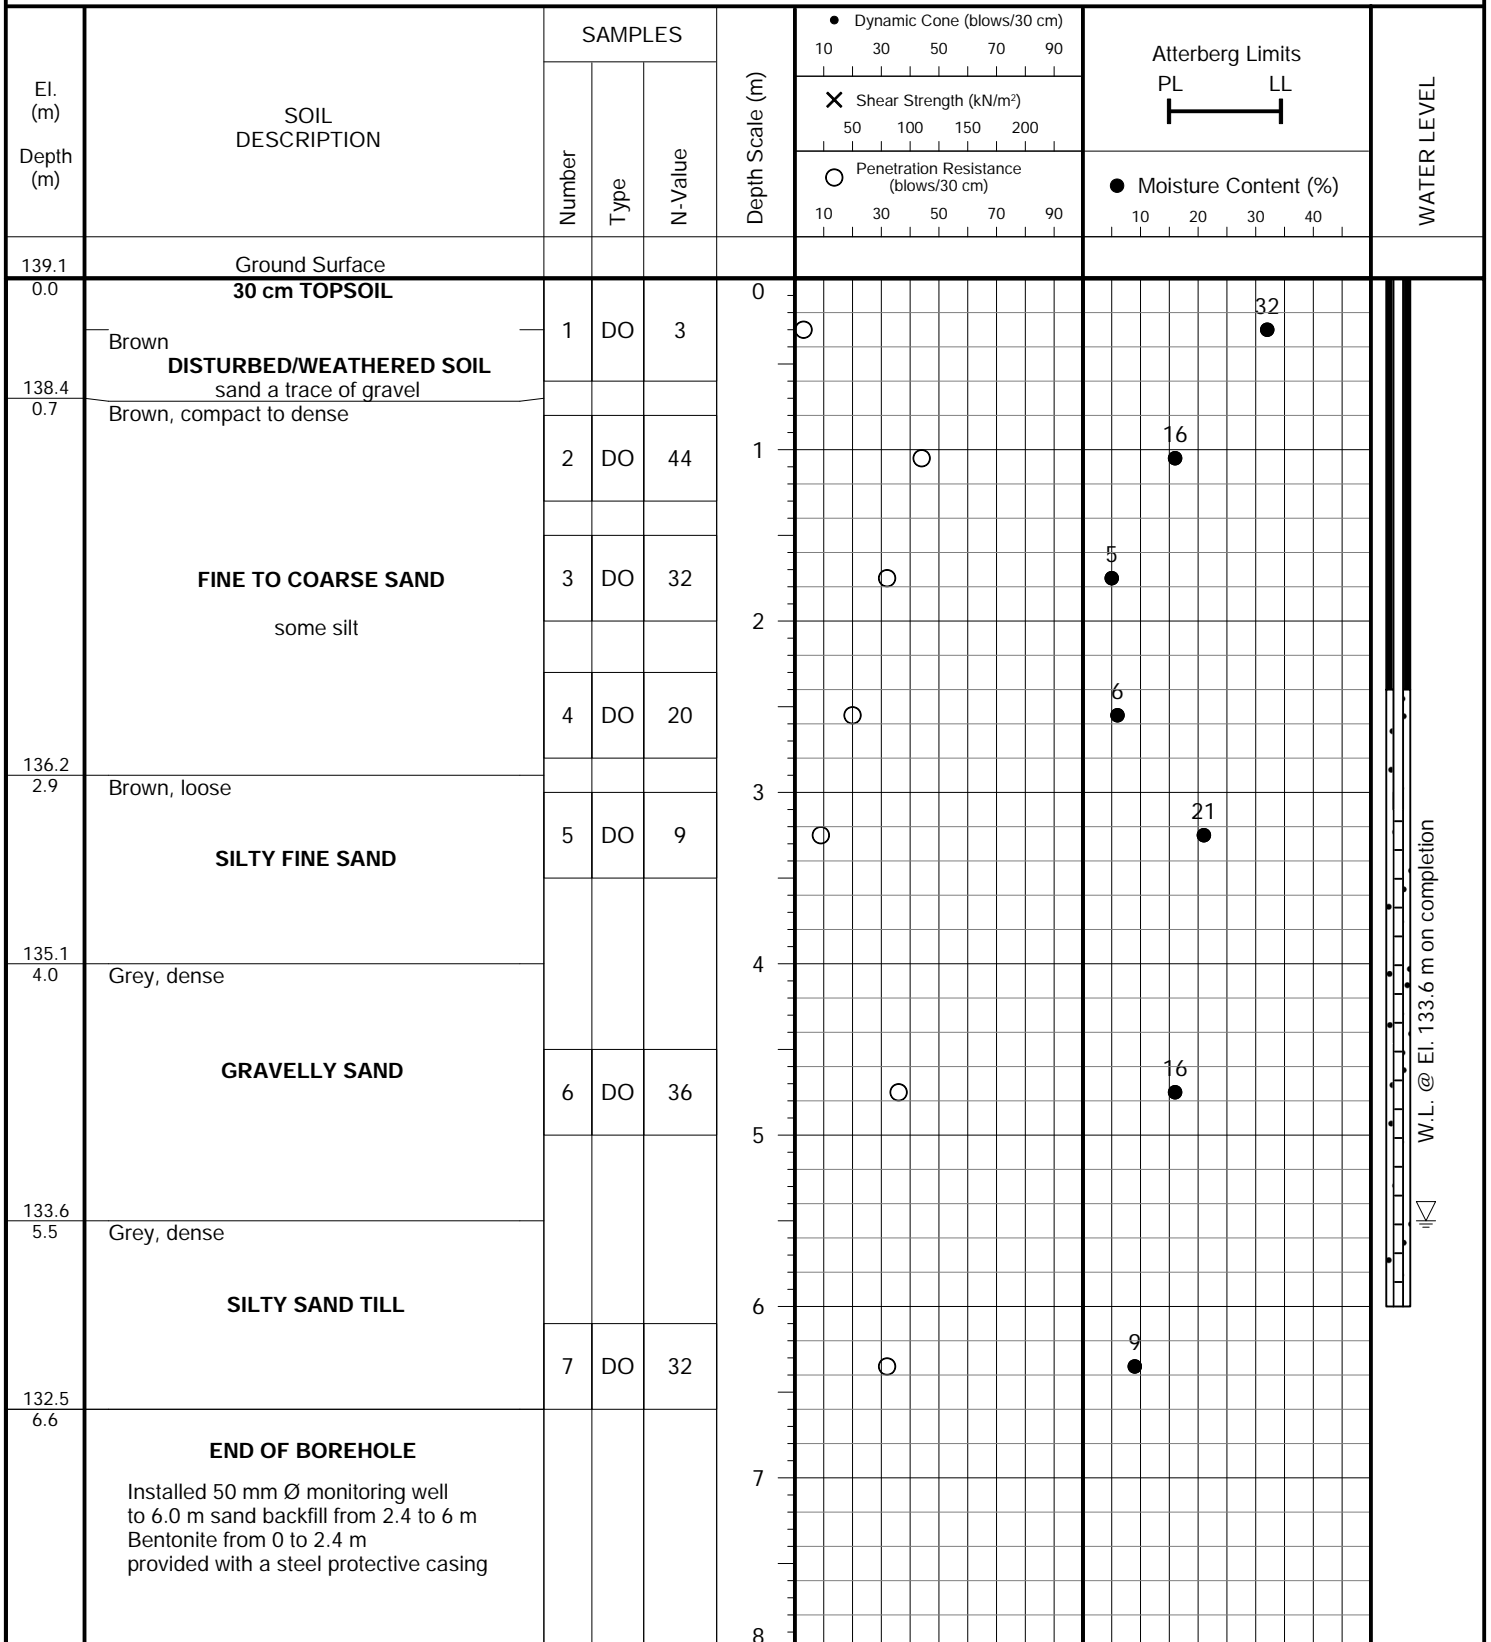 El.
(m)
Depth
(m)
SOIL
DESCRIPTION
SAMPLES
Number
Type
N-Value
Depth Scale (m)
Dynamic Cone (blows/30 cm)
10 30 50 70 90
Shear Strength (kN/m²)
50 100 150 200
Penetration Resistance
(blows/30 cm)
10 30 50 70 90
Atterberg Limits
PL LL
Moisture Content (%)
10 20 30 40
WATER LEVEL
139.1 Ground Surface
0.0 30 cm TOPSOIL 0
32
1 DO 3
Brown
DISTURBED/WEATHERED SOIL
138.4 sand a trace of gravel
0.7 Brown, compact to dense
16
1
2 DO 44
5
FINE TO COARSE SAND 3 DO 32
some silt 2
6
4 DO 20
136.2
2.9 Brown, loose 3
21
5 DO 9
SILTY FINE SAND
135.1
4.0 Grey, dense 4
GRAVELLY SAND 16
6 DO 36
5
W.L. @ El. 133.6 m on completion
133.6
5.5 Grey, dense
SILTY SAND TILL 6
9
7 DO 32
132.5
6.6
END OF BOREHOLE
7
Installed 50 mm Ø monitoring well
to 6.0 m sand backfill from 2.4 to 6 m
Bentonite from 0 to 2.4 m
provided with a steel protective casing
8